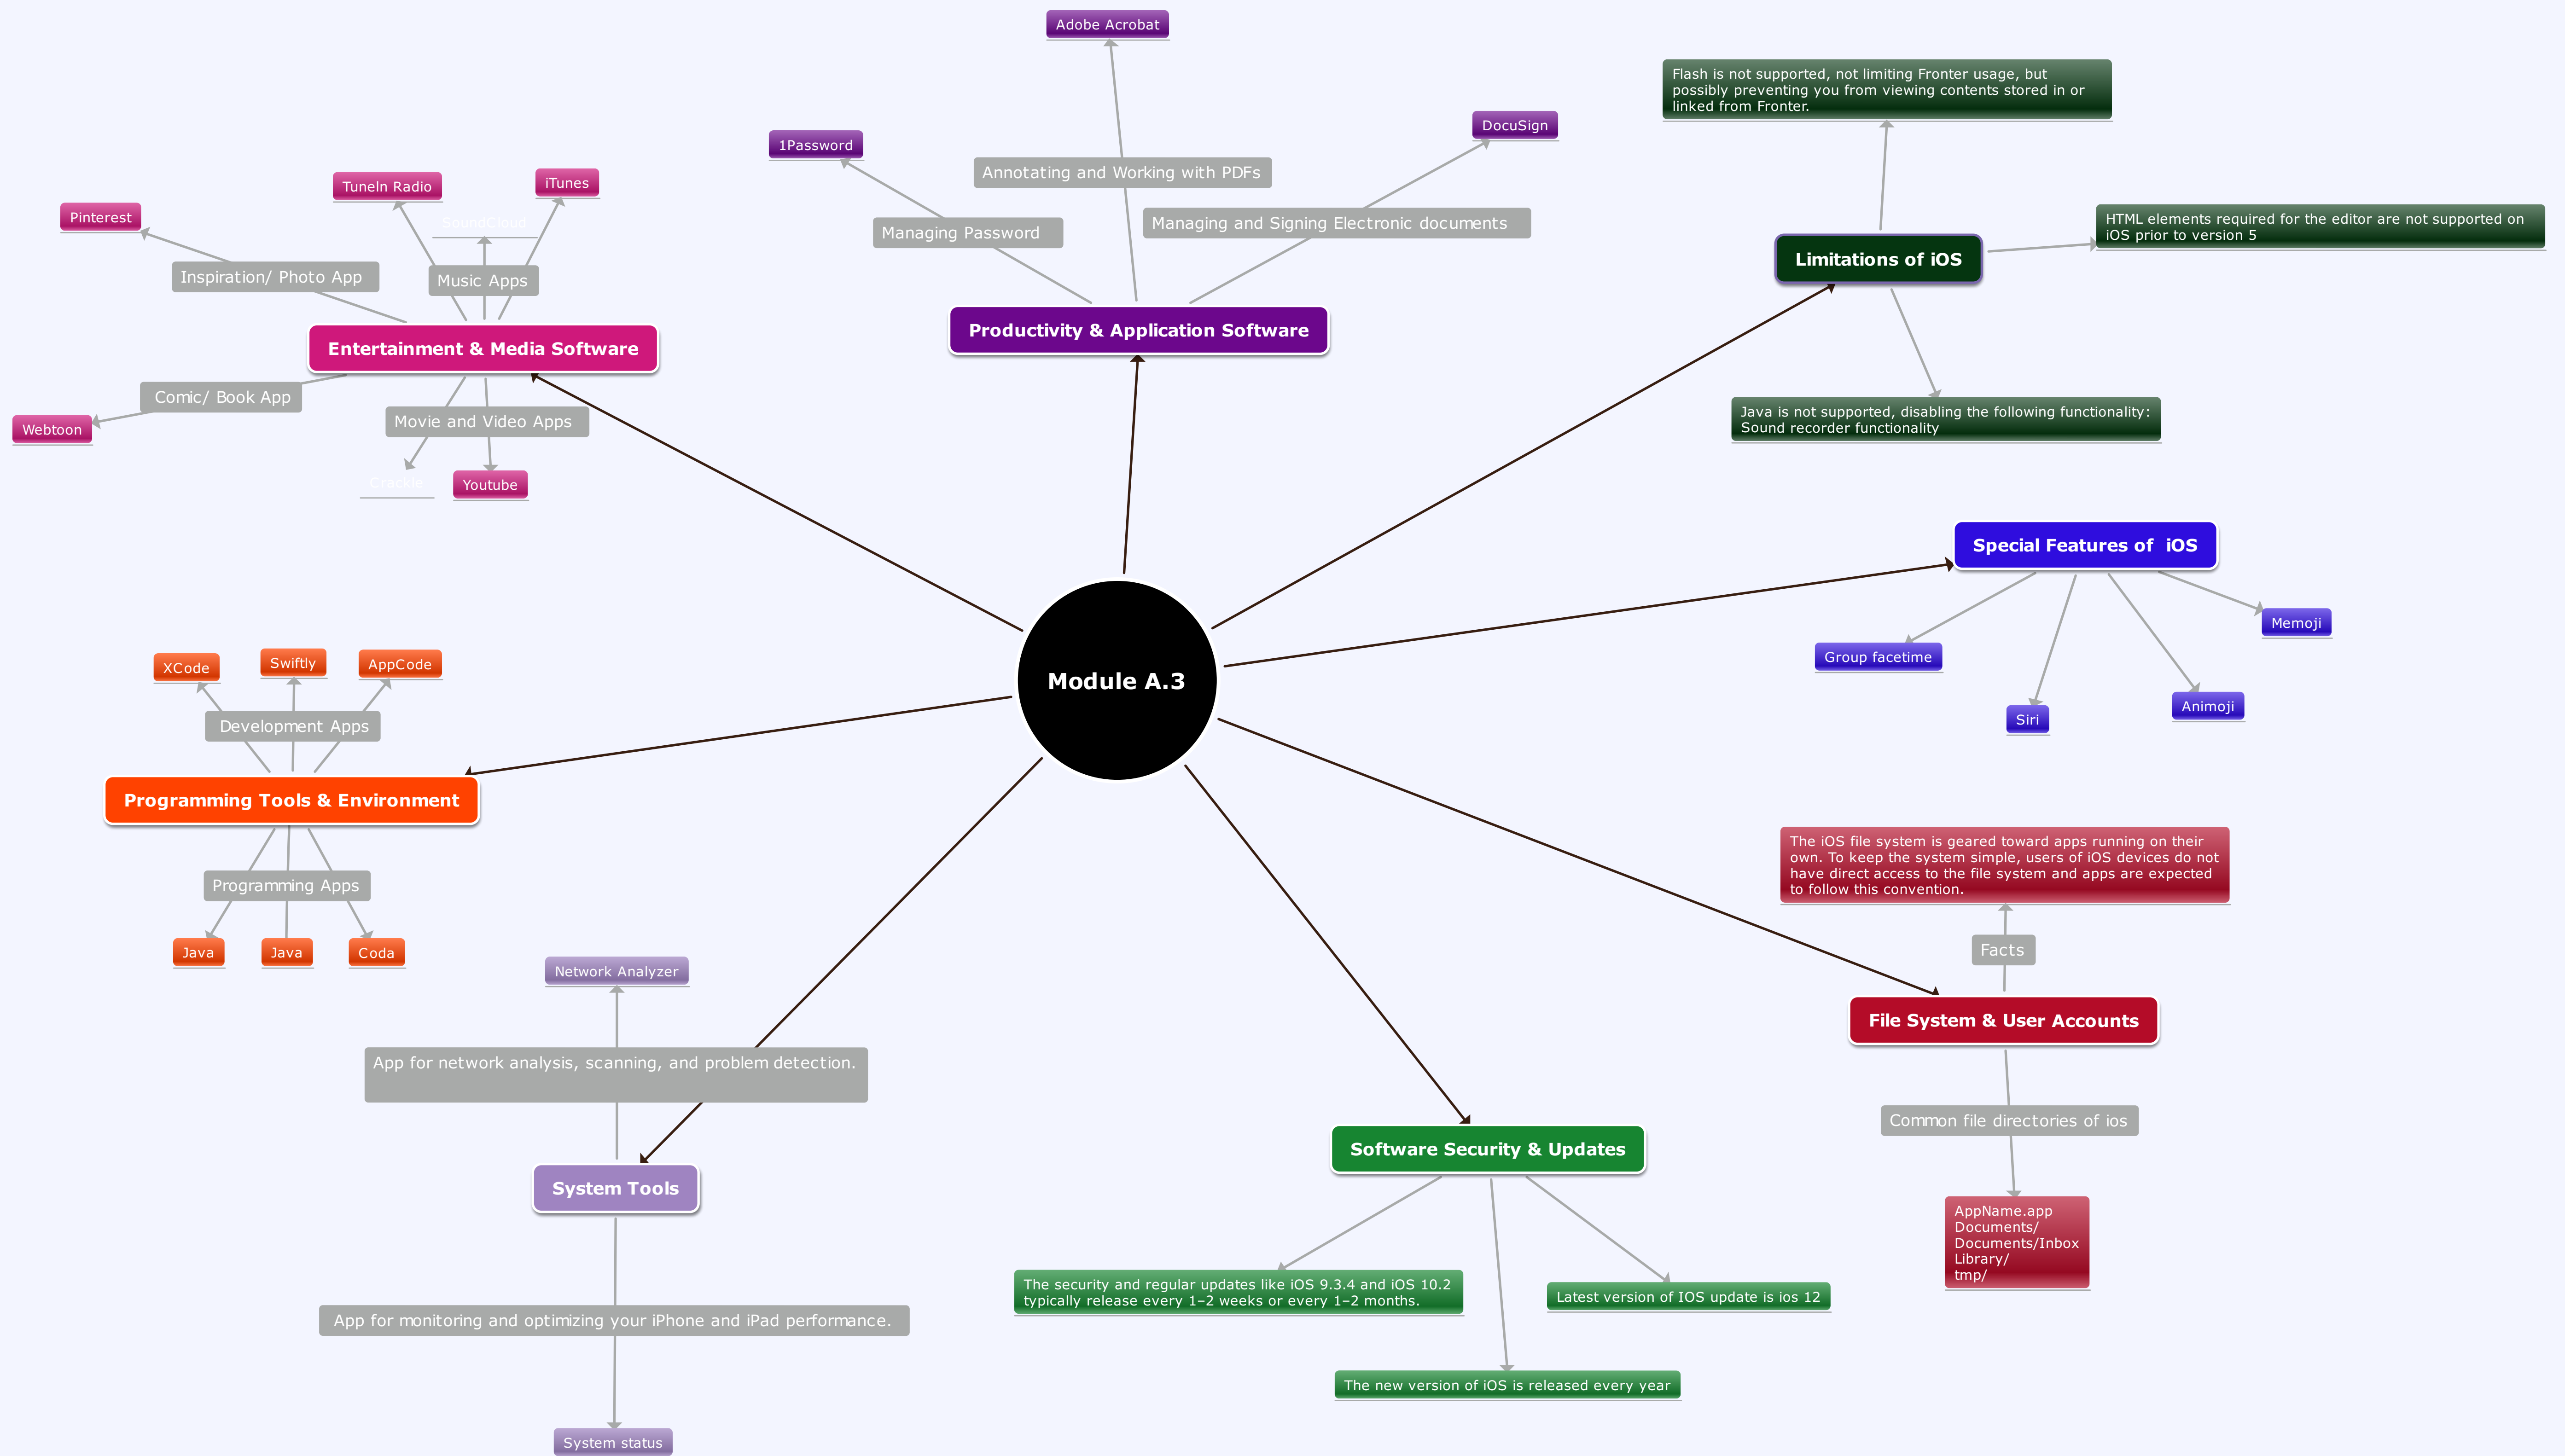 Adobe Acrobat
1Password
DocuSign
Annotating and Working with PDFs
Managing Password
Managing and Signing Electronic documents
Productivity & Application Software
Flash is not supported, not limiting Fronter usage, but
possibly preventing you from viewing contents stored in or
linked from Fronter.
HTML elements required for the editor are not supported on
iOS prior to version 5
Limitations of iOS
Java is not supported, disabling the following functionality:
Sound recorder functionality
Pinterest
TuneIn Radio
SoundCloud
iTunes
Inspiration/ Photo App
Music Apps
Entertainment & Media Software
Comic/ Book App
Movie and Video Apps
Webtoon
Crackle
Youtube
Special Features of  iOS
Group facetime
Siri
Animoji
Memoji
Module A.3
XCode
Swiftly
AppCode
Development Apps
Programming Tools & Environment
Programming Apps
Java
Java
Coda
Network Analyzer
App for network analysis, scanning, and problem detection.
System Tools
App for monitoring and optimizing your iPhone and iPad performance.
System status
Software Security & Updates
The security and regular updates like iOS 9.3.4 and iOS 10.2
typically release every 1–2 weeks or every 1–2 months.
Latest version of IOS update is ios 12
The new version of iOS is released every year
The iOS file system is geared toward apps running on their
own. To keep the system simple, users of iOS devices do not
have direct access to the file system and apps are expected
to follow this convention.
Facts
File System & User Accounts
Common file directories of ios
AppName.app
Documents/
Documents/Inbox
Library/
tmp/